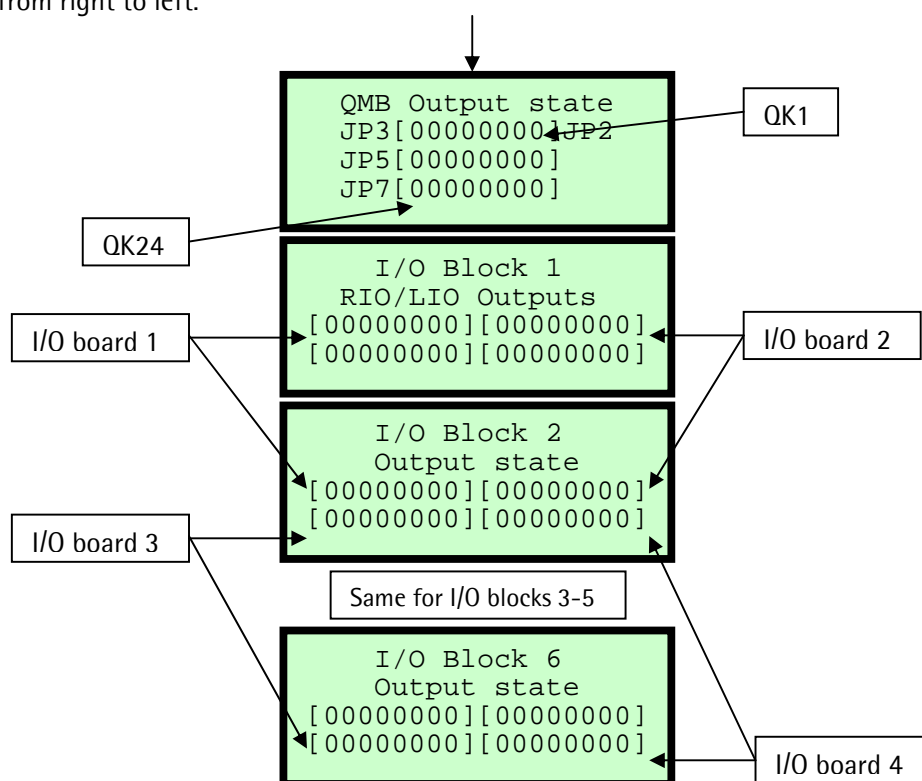 from right to left.
QMB Output state
JP3[00000000]JP2
JP5[00000000]
JP7[00000000]
QK1
QK24
I/O Block 1
RIO/LIO Outputs
[00000000][00000000]
[00000000][00000000]
I/O board 1
I/O board 2
I/O Block 2
Output state
[00000000][00000000]
[00000000][00000000]
I/O board 3
Same for I/O blocks 3-5
I/O Block 6
Output state
[00000000][00000000]
[00000000][00000000]
I/O board 4